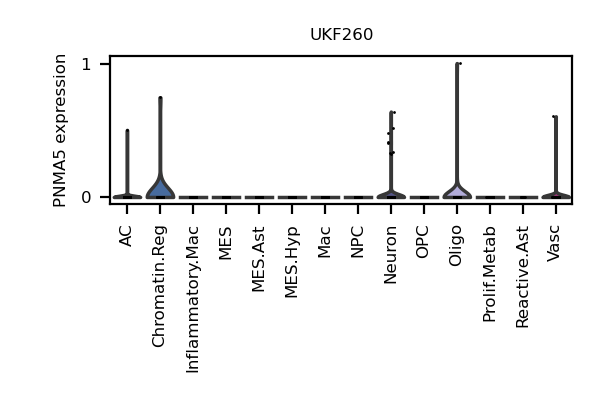 UKF260
PNMA5 expression
1
0
AC
Chromatin.Reg
Inflammatory.Mac
MES
MES.Ast
MES.Hyp
Mac
NPC
Neuron
OPC
Oligo
Prolif.Metab
Reactive.Ast
Vasc